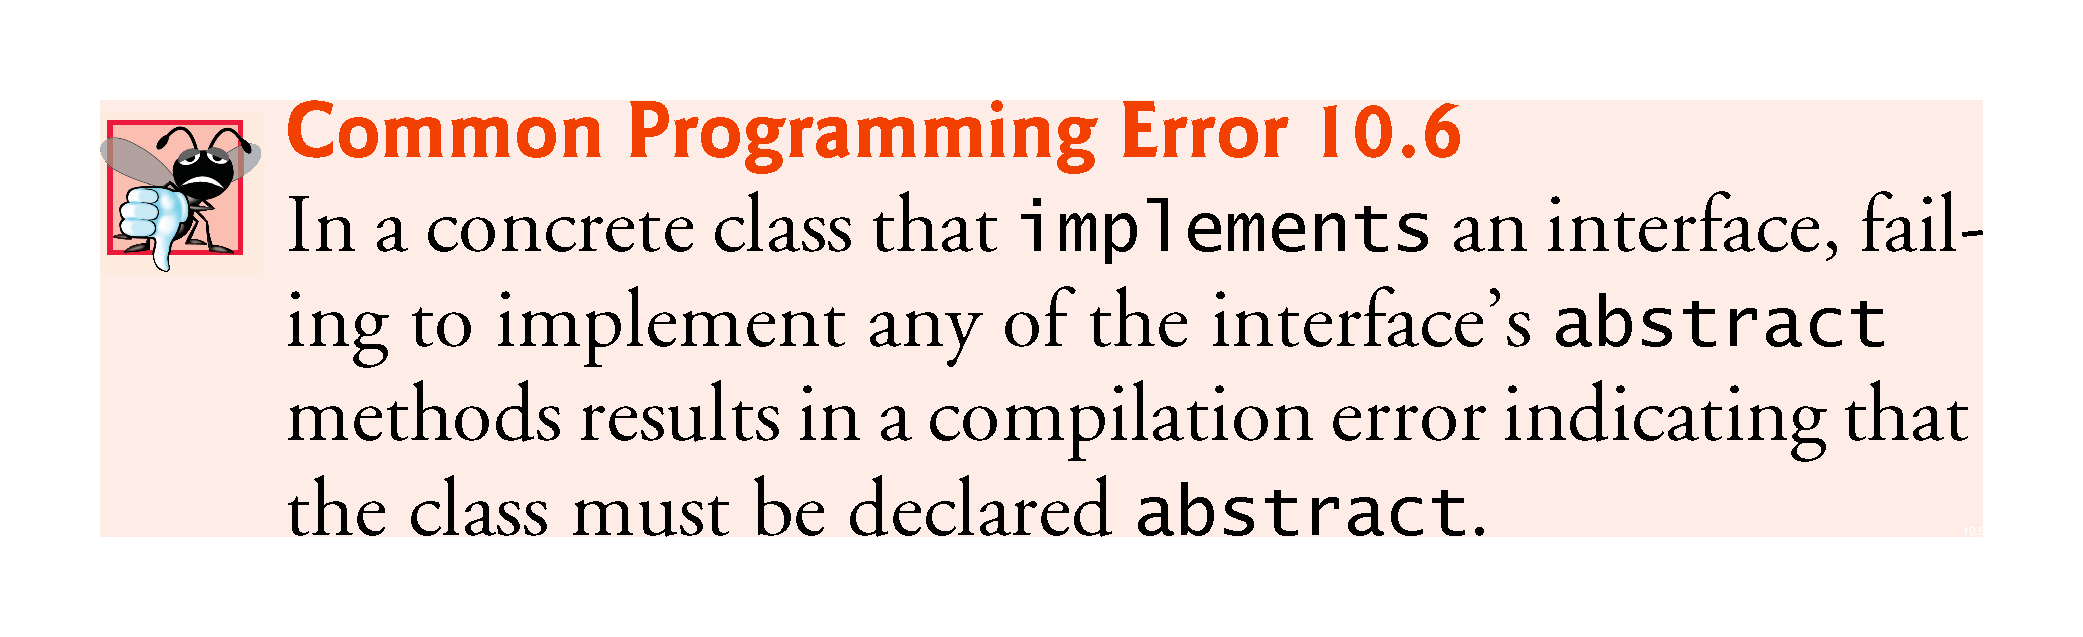 Common Programming Error 10.6
In a concrete class that implements an interface, fail-
ing to implement any of the interface’s abstract
methods results in a compilation error indicating that
the class must be declared abstract.